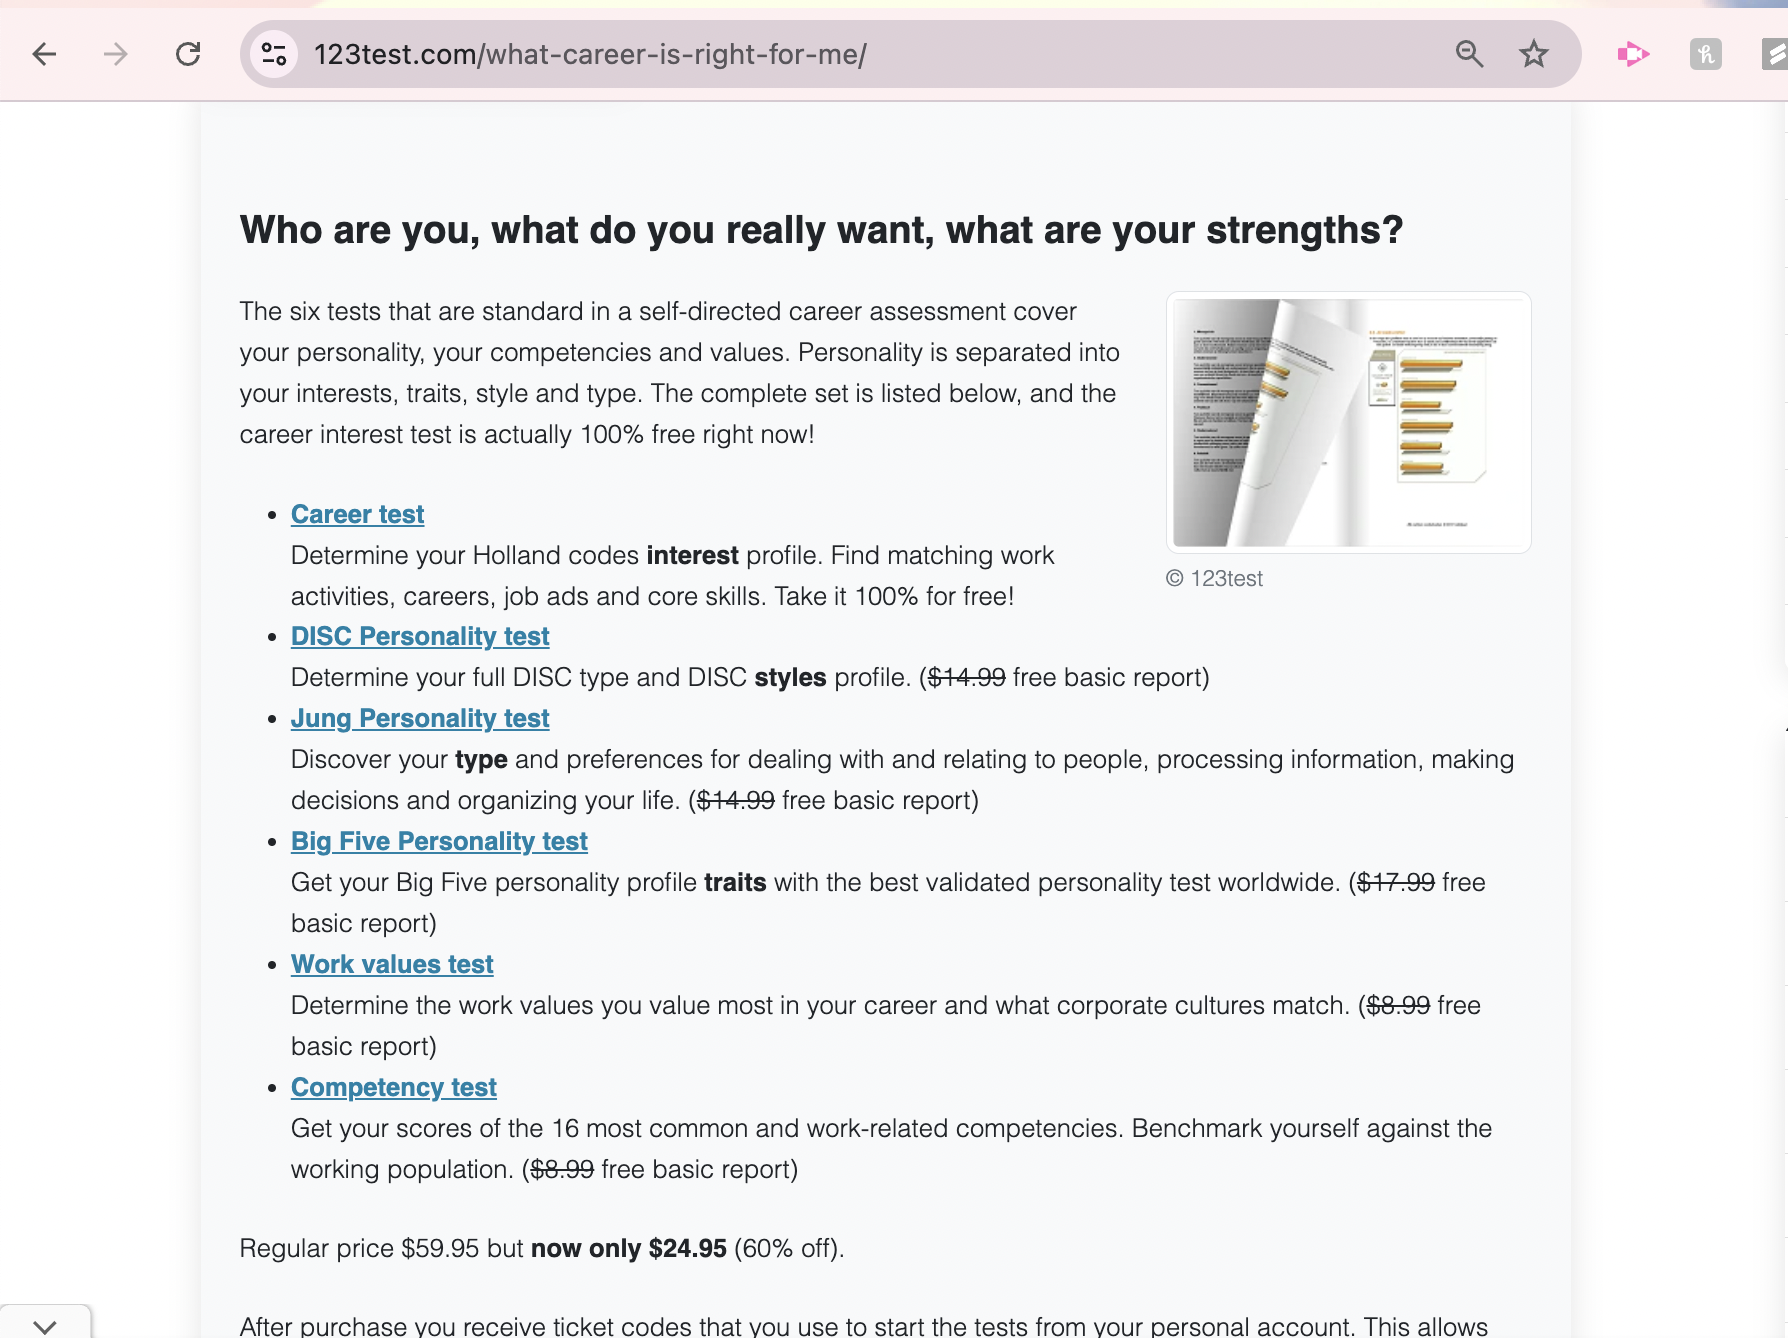 123test.com/what-career-is-right-for-me/
Who are you, what do you really want, what are your strengths?
The six tests that are standard in a self-directed career assessment cover
your personality, your competencies and values. Personality is separated into
your interests, traits, style and type. The complete set is listed below, and the
career interest test is actually 100% free right now!
© 123test
• Career test
Determine your Holland codes interest profile. Find matching work
activities, careers, job ads and core skills. Take it 100% for free!
• DISC Personality test
Determine your full DISC type and DISC styles profile. ($14.99 free basic report)
• Jung Personality test
Discover your type and preferences for dealing with and relating to people, processing information, making
decisions and organizing your life. ($14.99 free basic report)
• Big Five Personality test
Get your Big Five personality profile traits with the best validated personality test worldwide. ($17.99 free
basic report)
• Work values test
Determine the work values you value most in your career and what corporate cultures match. ($8.99 free
basic report)
• Competency test
Get your scores of the 16 most common and work-related competencies. Benchmark yourself against the
working population. ($8.99 free basic report)
Regular price $59.95 but now only $24.95 (60% off).
After purchase you receive ticket codes that you use to start the tests from your personal account. This allows